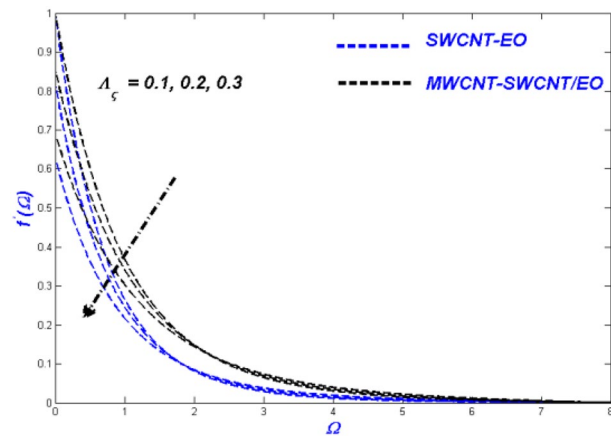 SWCNT-EO
MWCNT-SWCNT/EO
Λς = 0.1, 0.2, 0.3
f'(Ω)
1
0.9
0.8
0.7
0.6
0.5
0.4
0.3
0.2
0.1
0
0 1 2 3 4 5 6 7 8
Ω